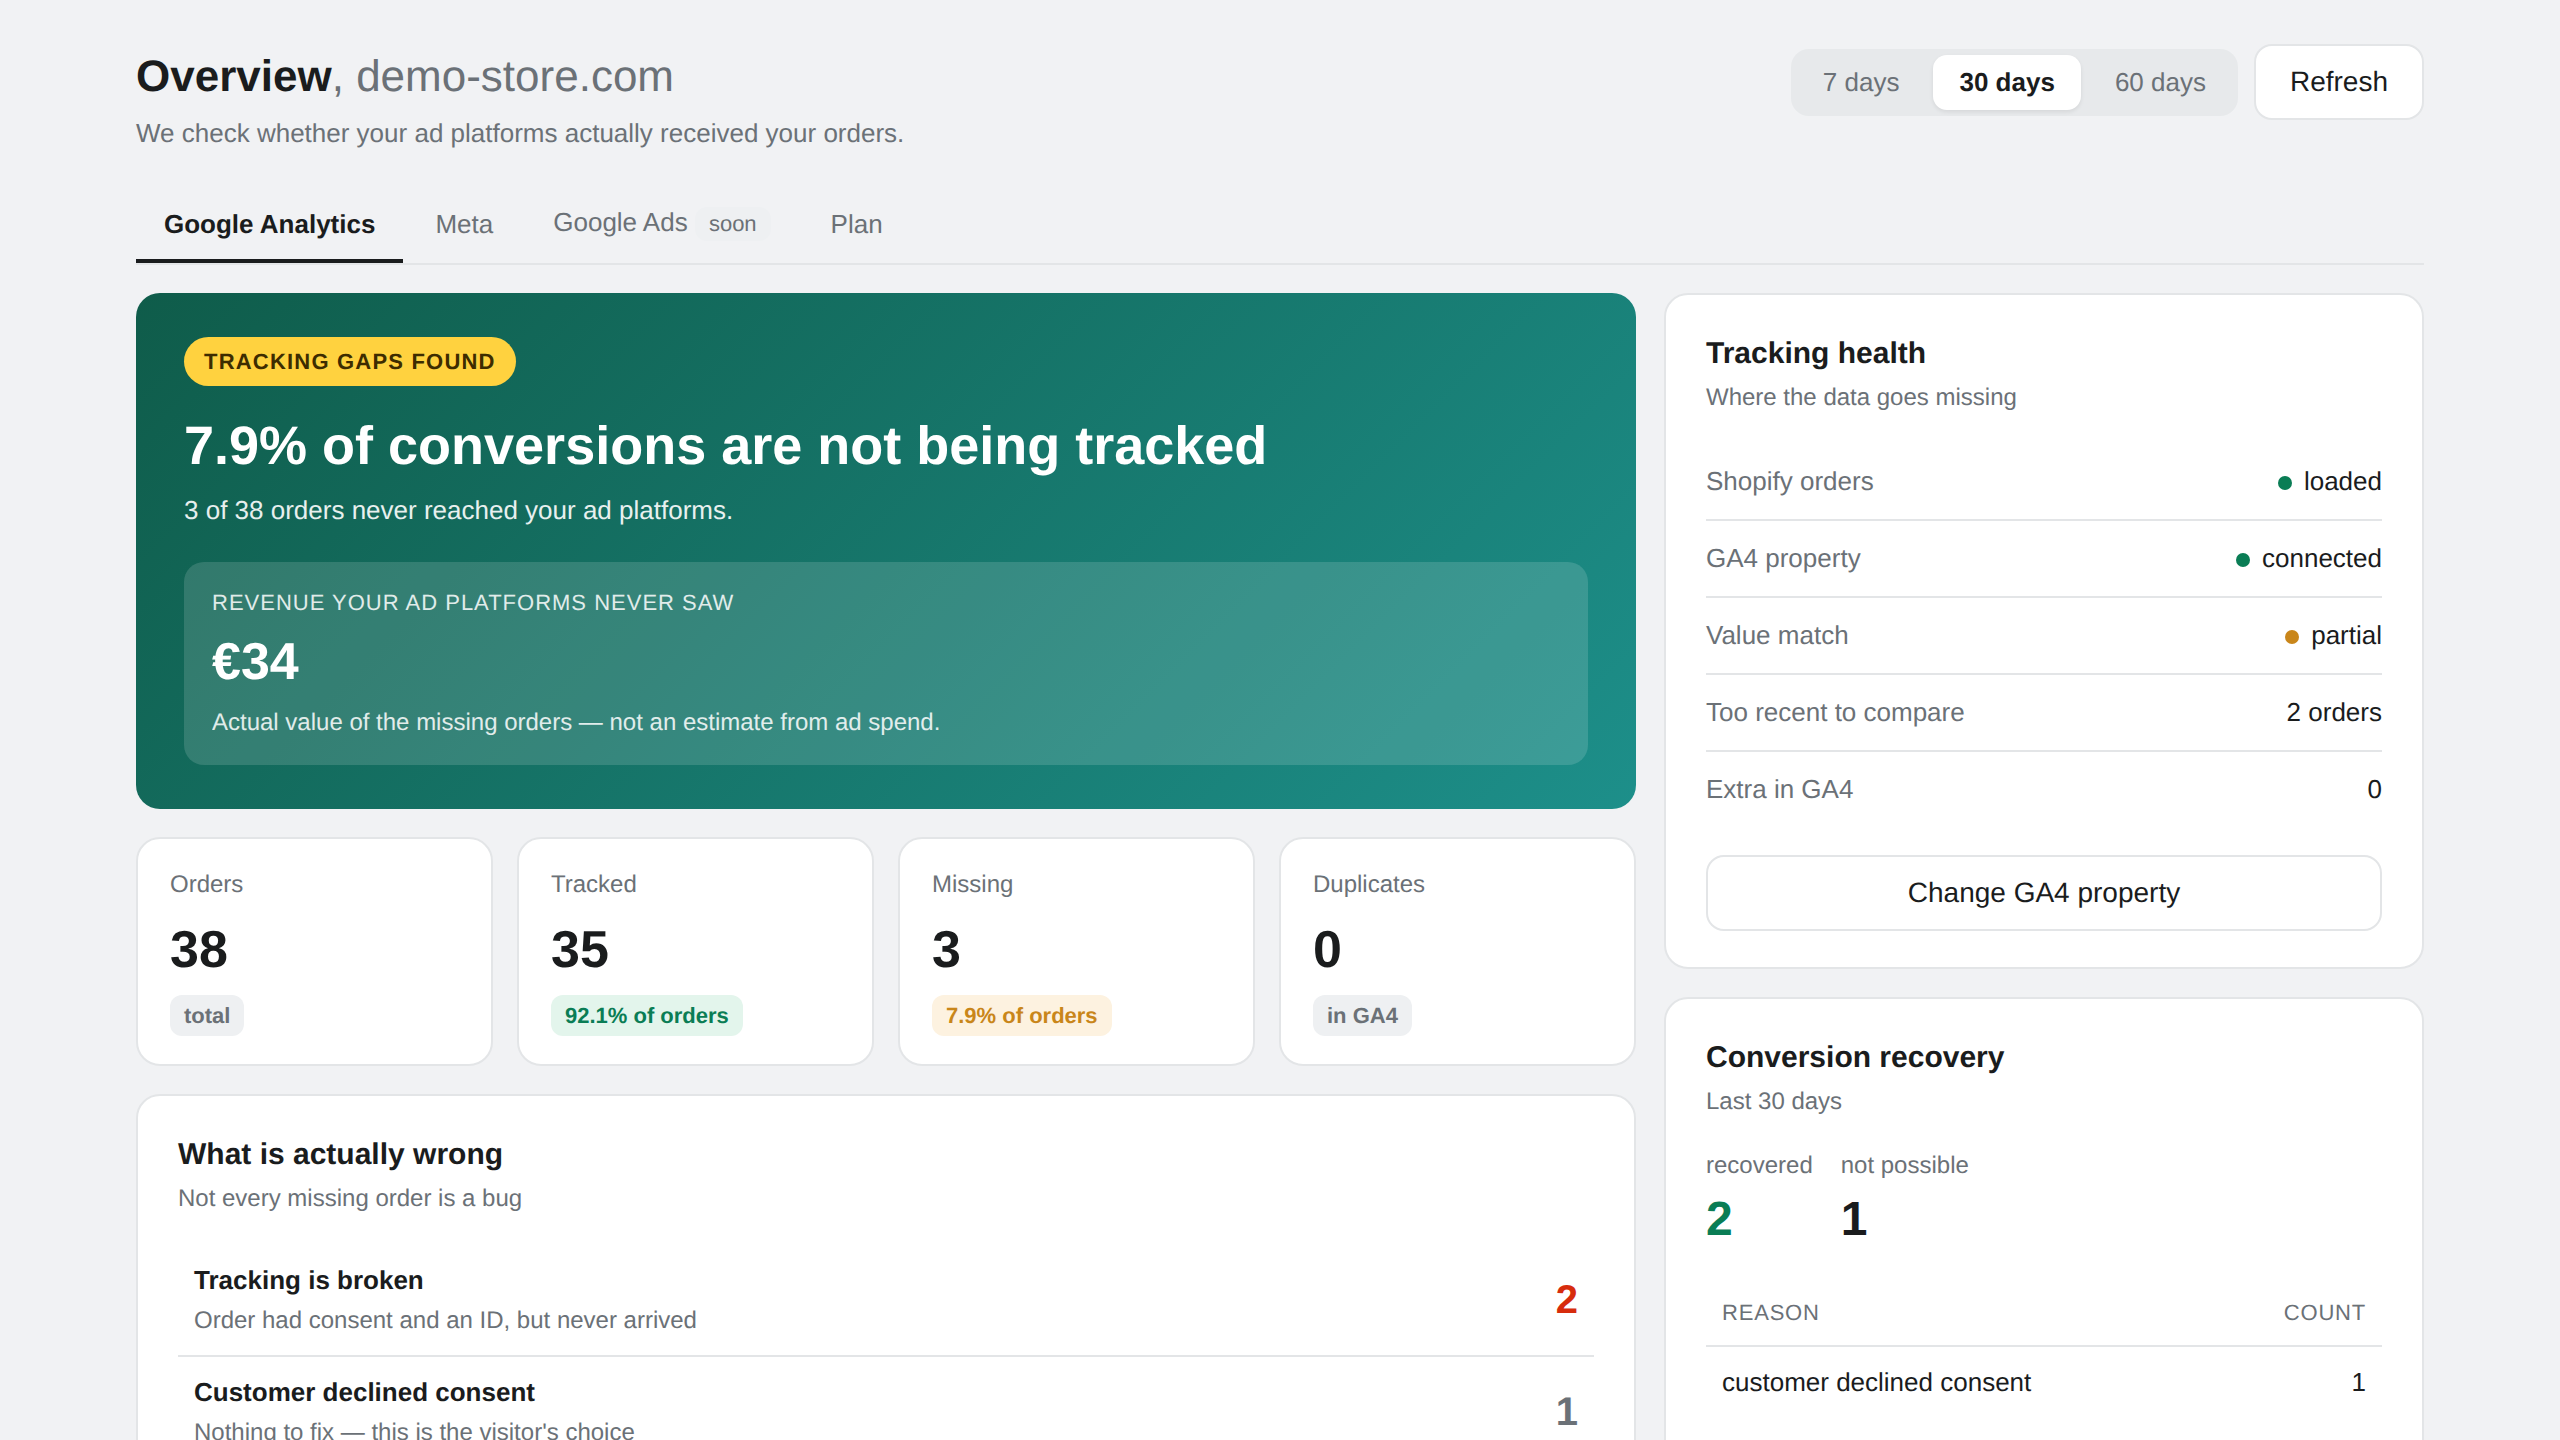 Overview, demo-store.com
We check whether your ad platforms actually received your orders.
7 days
30 days
60 days
Refresh
Google Analytics
Meta
Google Ads soon
Plan
TRACKING GAPS FOUND
7.9% of conversions are not being tracked
3 of 38 orders never reached your ad platforms.
REVENUE YOUR AD PLATFORMS NEVER SAW
€34
Actual value of the missing orders — not an estimate from ad spend.
Orders
38
total
Tracked
35
92.1% of orders
Missing
3
7.9% of orders
Duplicates
0
in GA4
What is actually wrong
Not every missing order is a bug
Tracking is broken
Order had consent and an ID, but never arrived
2
Customer declined consent
Nothing to fix — this is the visitor's choice
1
Tracking health
Where the data goes missing
Shopify orders loaded
GA4 property connected
Value match partial
Too recent to compare 2 orders
Extra in GA4 0
Change GA4 property
Conversion recovery
Last 30 days
recovered not possible
2 1
REASON COUNT
customer declined consent 1